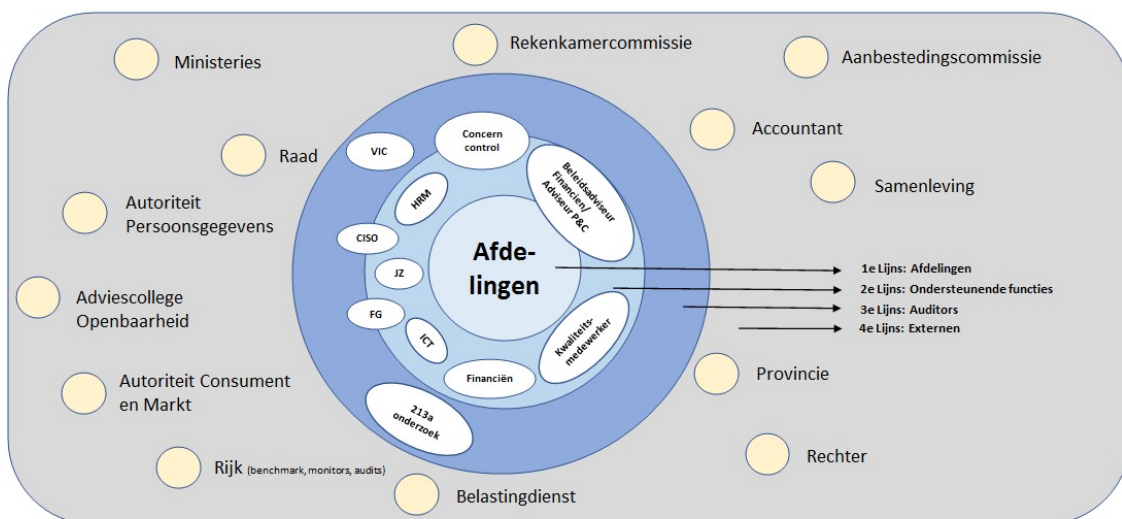 Ministeries
Rekenkamercommissie
Aanbestedingscommissie
Accountant
Raad
Samenleving
Autoriteit
Persoonsgegevens
Adviescollege
Openbaarheid
Autoriteit Consument
en Markt
Rijk (benchmark, monitors, audits)
Belastingdienst
Provincie
Rechter
VIC
Concern
control
Beleidsadviseur
Financien/
Adviseur P&C
HRM
CISO
JZ
FG
ICT
Financiën
Kwaliteits-
medewerker
213a
onderzoek
Afde-
lingen
1e Lijns: Afdelingen
2e Lijns: Ondersteunende functies
3e Lijns: Auditors
4e Lijns: Externen